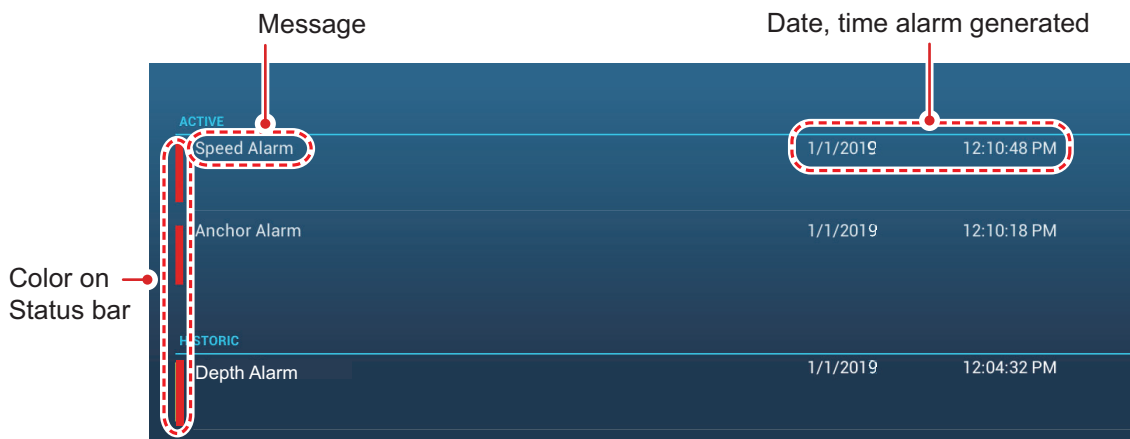 Message
Date, time alarm generated
ACTIVE
Speed Alarm 1/1/2019 12:10:48 PM
Anchor Alarm 1/1/2019 12:10:18 PM
Color on
Status bar
HISTORIC
Depth Alarm 1/1/2019 12:04:32 PM